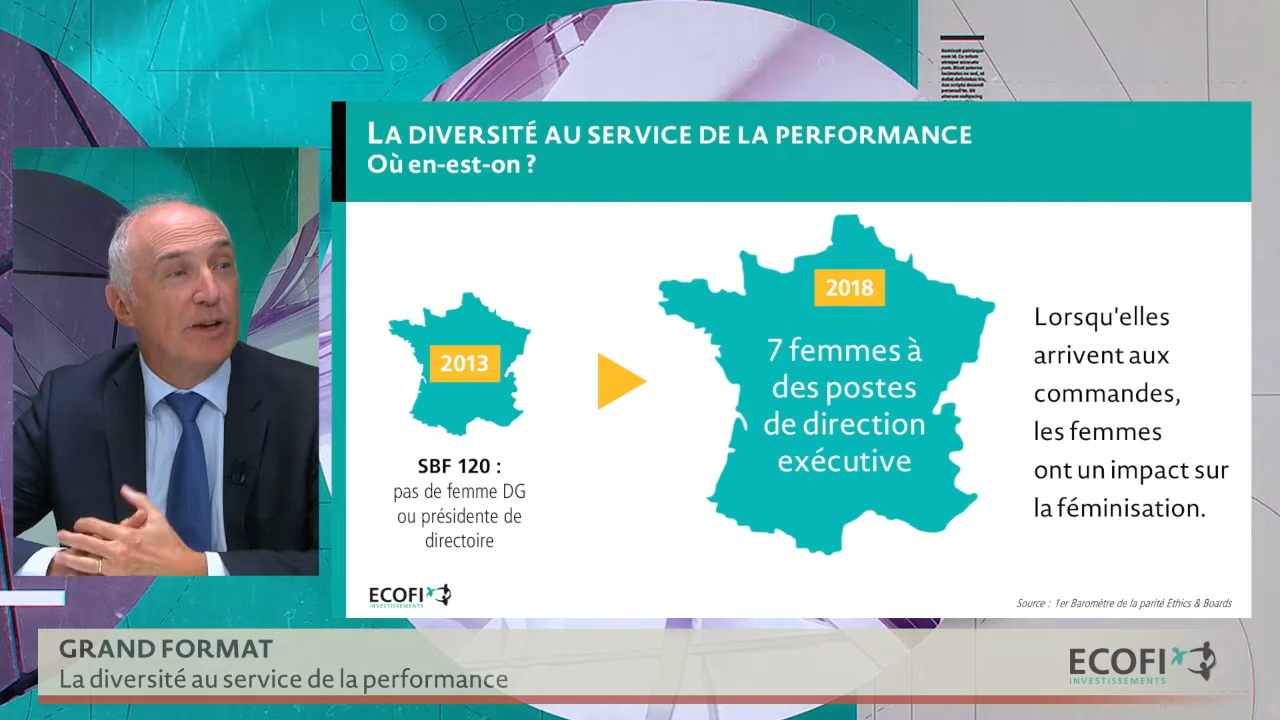 LA DIVERSITÉ AU SERVICE DE LA PERFORMANCE
Où en-est-on ?
2013
SBF 120 :
pas de femme DG
ou présidente de
directoire
2018
7 femmes à
des postes
de direction
exécutive
Lorsqu'elles
arrivent aux
commandes,
les femmes
ont un impact sur
la féminisation.
ECOFI
INVESTISSEMENTS
Source : 1er Baromètre de la parité Ethics & Boards
GRAND FORMAT
La diversité au service de la performance
ECOFI
INVESTISSEMENTS